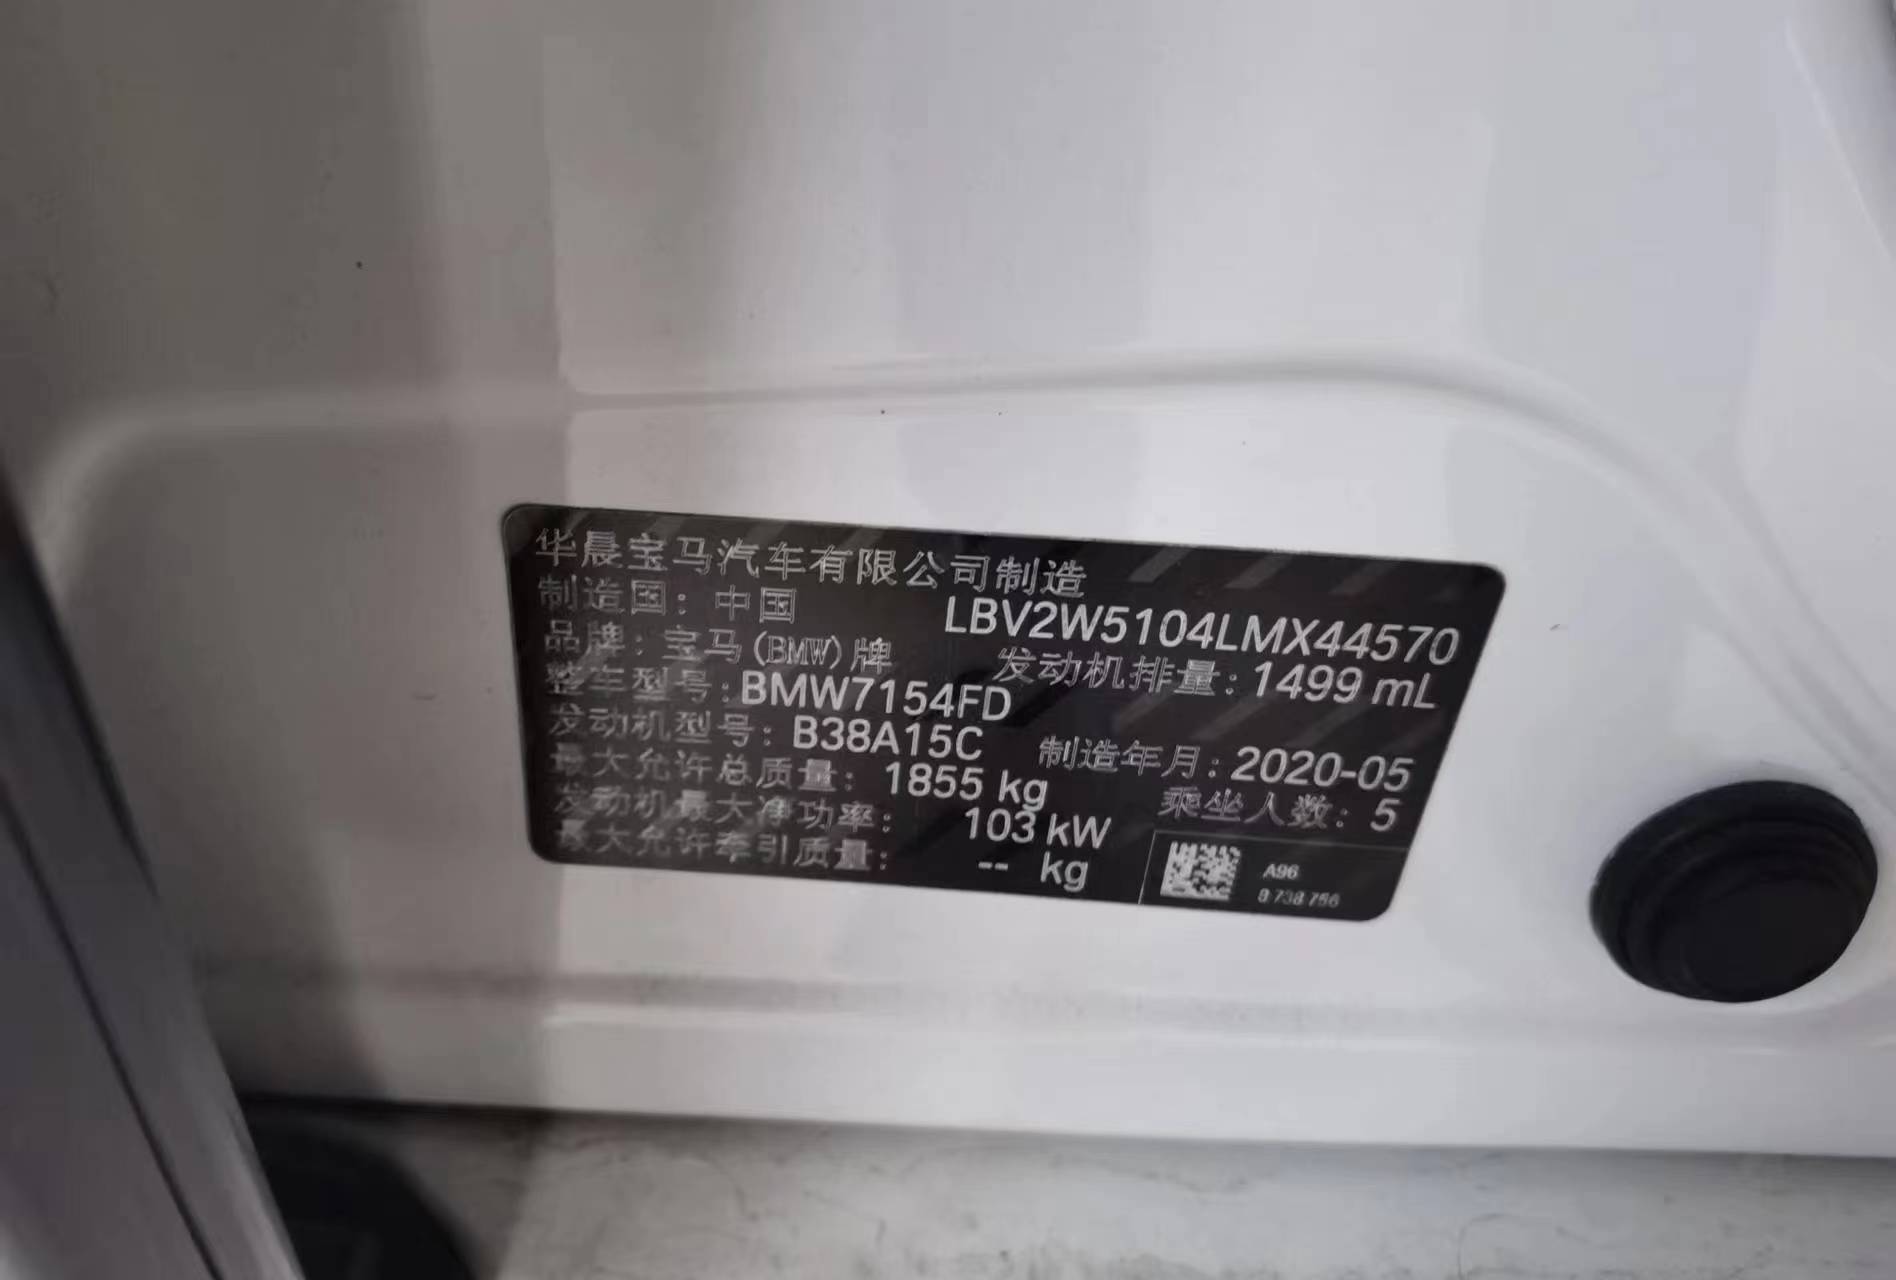 华晨宝马汽车有限公司制造
制造国：中国 LBV2W5104LMX44570
品牌：宝马(BMW)牌 发动机排量：1499 mL
整车型号：BMW7154FD
发动机型号：B38A15C 制造年月：2020-05
最大允许总质量：1855 kg 乘坐人数：5
发动机最大净功率：103 kW
最大允许牵引质量：-- kg
A96
8 738 756